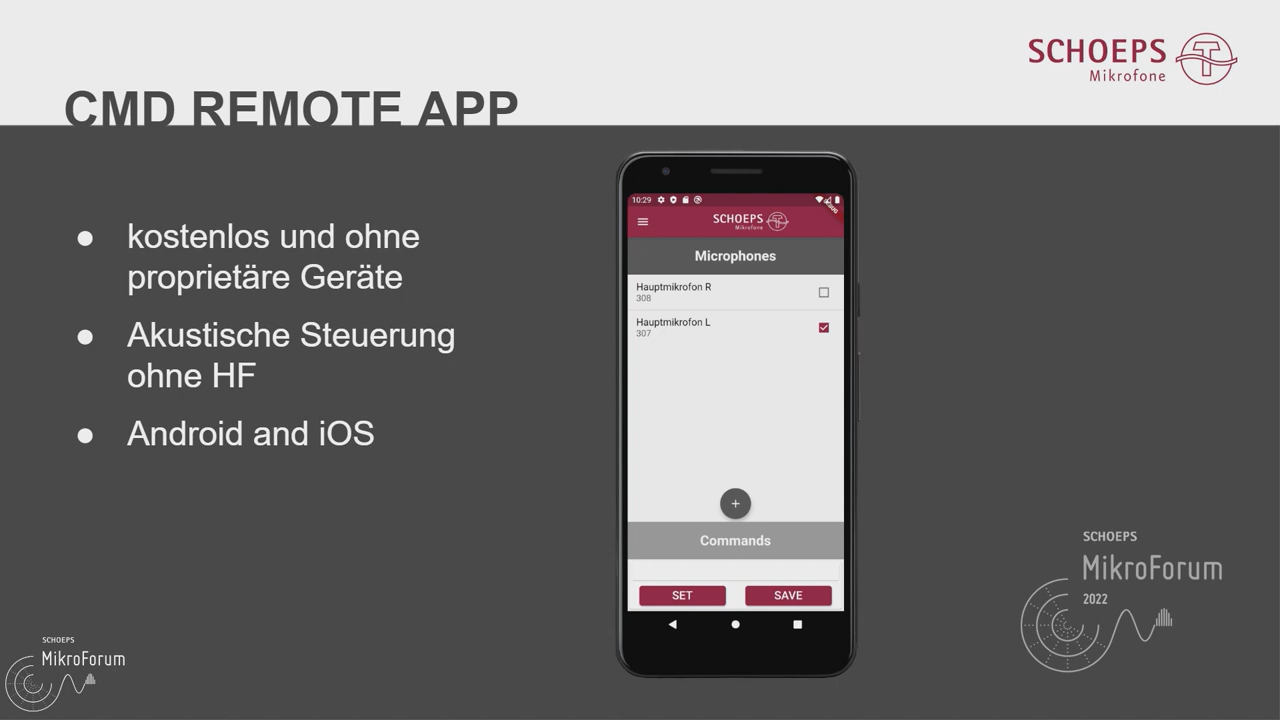 SCHOEPS
Mikrofone
CMD REMOTE APP
● kostenlos und ohne
proprietäre Geräte
● Akustische Steuerung
ohne HF
● Android and iOS
10:29
SCHOEPS
Mikrofone
Microphones
Hauptmikrofon R
308
Hauptmikrofon L
307
+
Commands
SET SAVE
SCHOEPS
MikroForum
2022
SCHOEPS
MikroForum